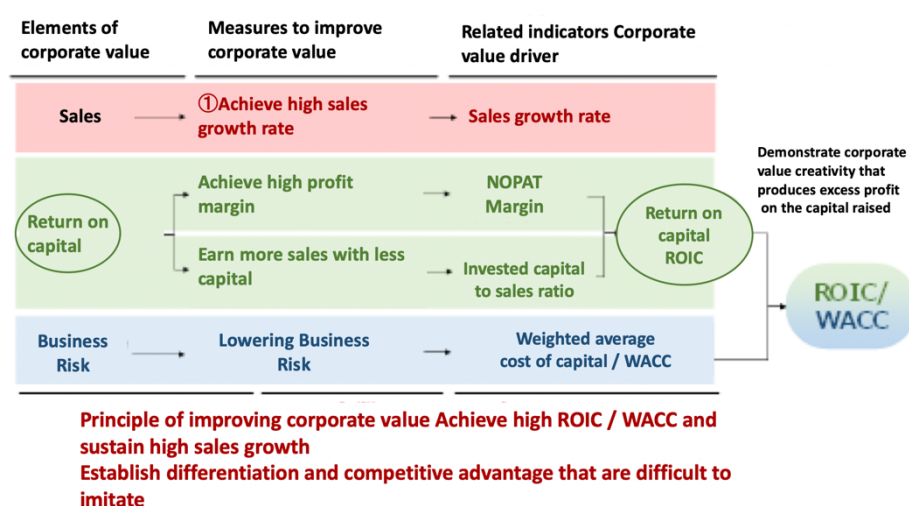 Elements of
corporate value
Measures to improve
corporate value
Related indicators Corporate
value driver
Sales
①Achieve high sales
growth rate
Sales growth rate
Return on
capital
Achieve high profit
margin
NOPAT
Margin
Earn more sales with less
capital
Invested capital
to sales ratio
Return on
capital
ROIC
Demonstrate corporate
value creativity that
produces excess profit
on the capital raised
ROIC/
WACC
Business
Risk
Lowering Business
Risk
Weighted average
cost of capital / WACC
Principle of improving corporate value Achieve high ROIC / WACC and
sustain high sales growth
Establish differentiation and competitive advantage that are difficult to
imitate